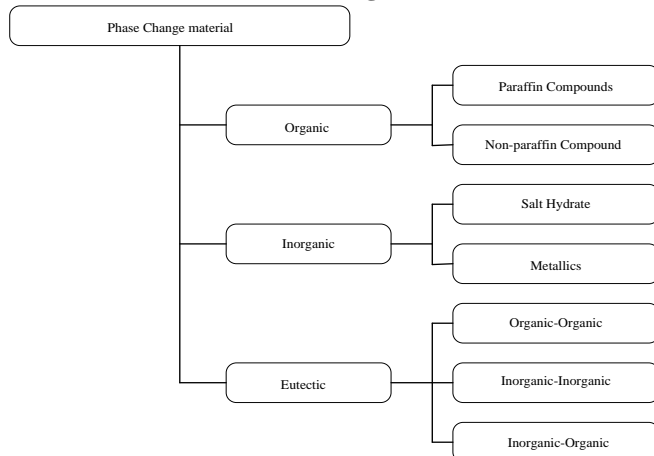 Phase Change material
Organic
Paraffin Compounds
Non-paraffin Compound
Inorganic
Salt Hydrate
Metallics
Eutectic
Organic-Organic
Inorganic-Inorganic
Inorganic-Organic